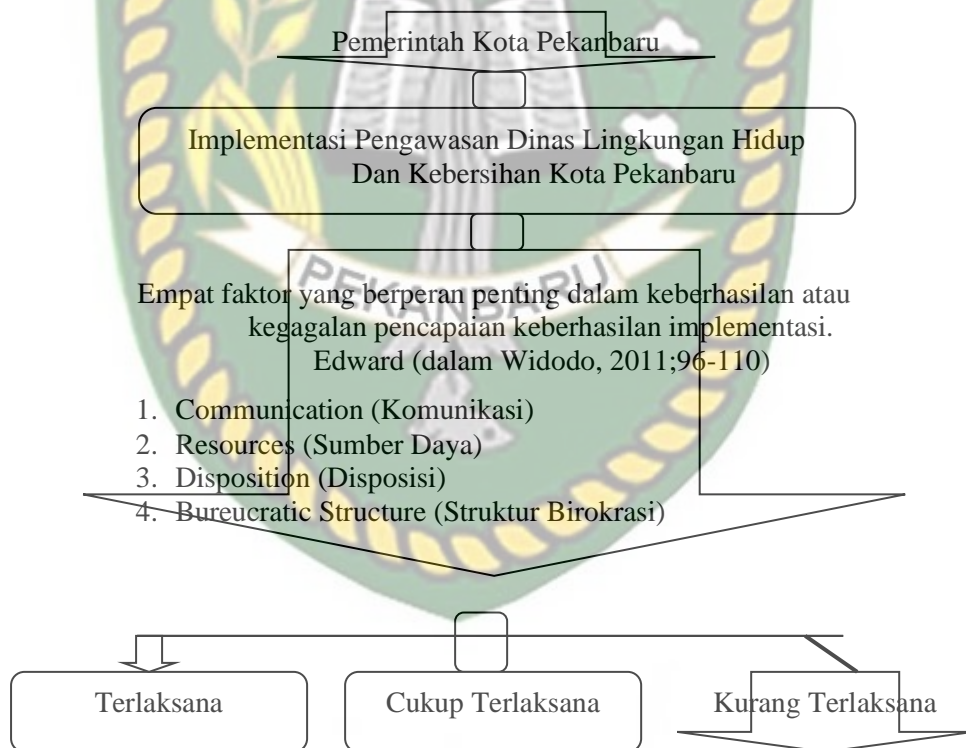 Pemerintah Kota Pekanbaru
Implementasi Pengawasan Dinas Lingkungan Hidup
Dan Kebersihan Kota Pekanbaru
PEKANBARU
Empat faktor yang berperan penting dalam keberhasilan atau
kegagalan pencapaian keberhasilan implementasi.
Edward (dalam Widodo, 2011;96-110)
1. Communication (Komunikasi)
2. Resources (Sumber Daya)
3. Disposition (Disposisi)
4. Bureucratic Structure (Struktur Birokrasi)
Terlaksana
Cukup Terlaksana
Kurang Terlaksana